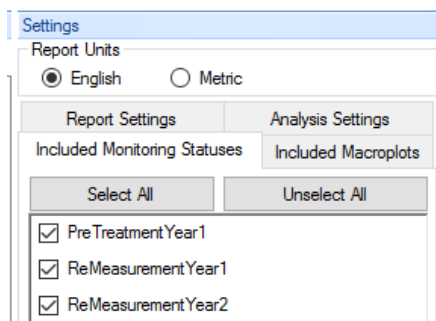 Settings
Report Units
English Metric
Report Settings Analysis Settings
Included Monitoring Statuses Included Macroplots
Select All Unselect All
PreTreatmentYear1
ReMeasurementYear1
ReMeasurementYear2